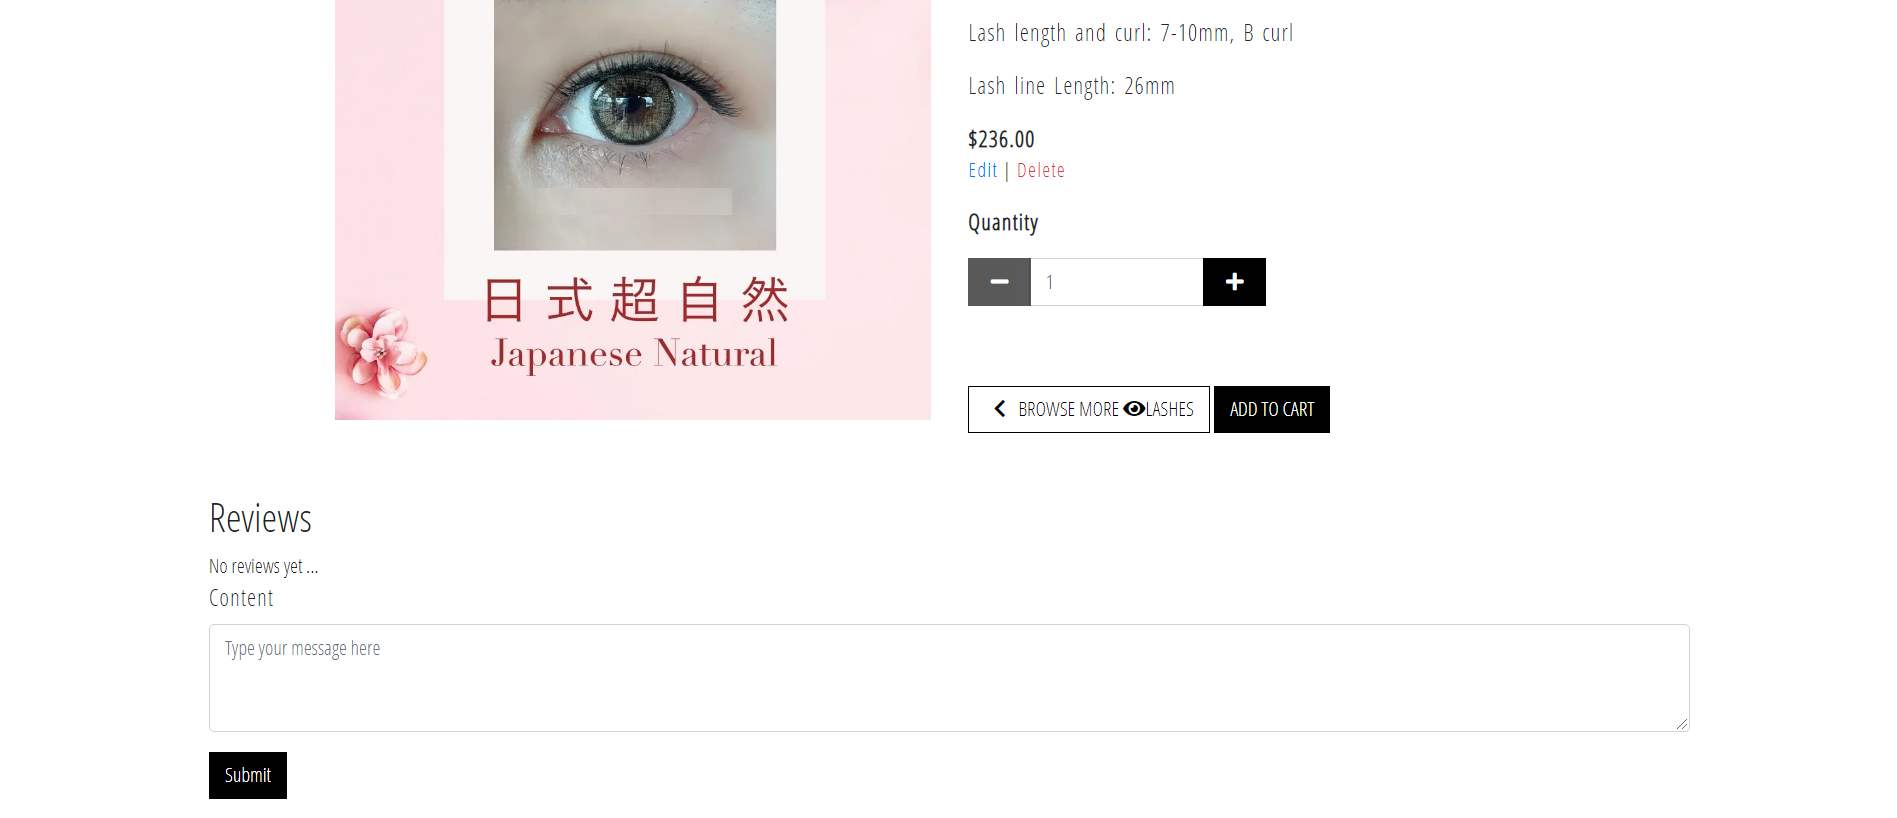 Lash length and curl: 7-10mm, B curl
Lash line Length: 26mm
$236.00
Edit | Delete
Quantity
1
日式超自然
Japanese Natural
BROWSE MORE LASHES
ADD TO CART
Reviews
No reviews yet ...
Content
Type your message here
Submit